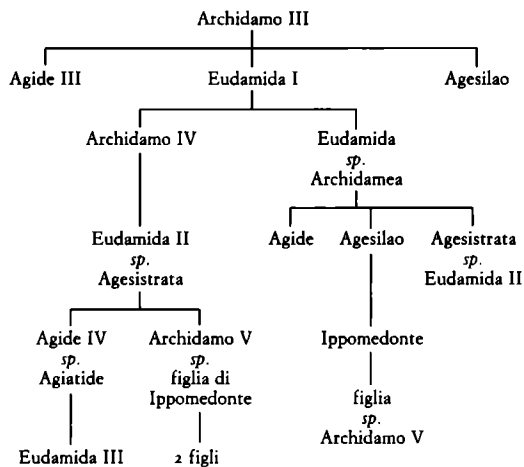 Archidamo III
Agide III
Eudamida I
Agesilao
Archidamo IV
Eudamida
sp.
Archidamea
Eudamida II
sp.
Agesistrata
Agide
Agesilao
Agesistrata
sp.
Eudamida II
Agide IV
sp.
Agiatide
Archidamo V
sp.
figlia di
Ippomedonte
Ippomedonte
figlia
sp.
Archidamo V
Eudamida III
2 figli